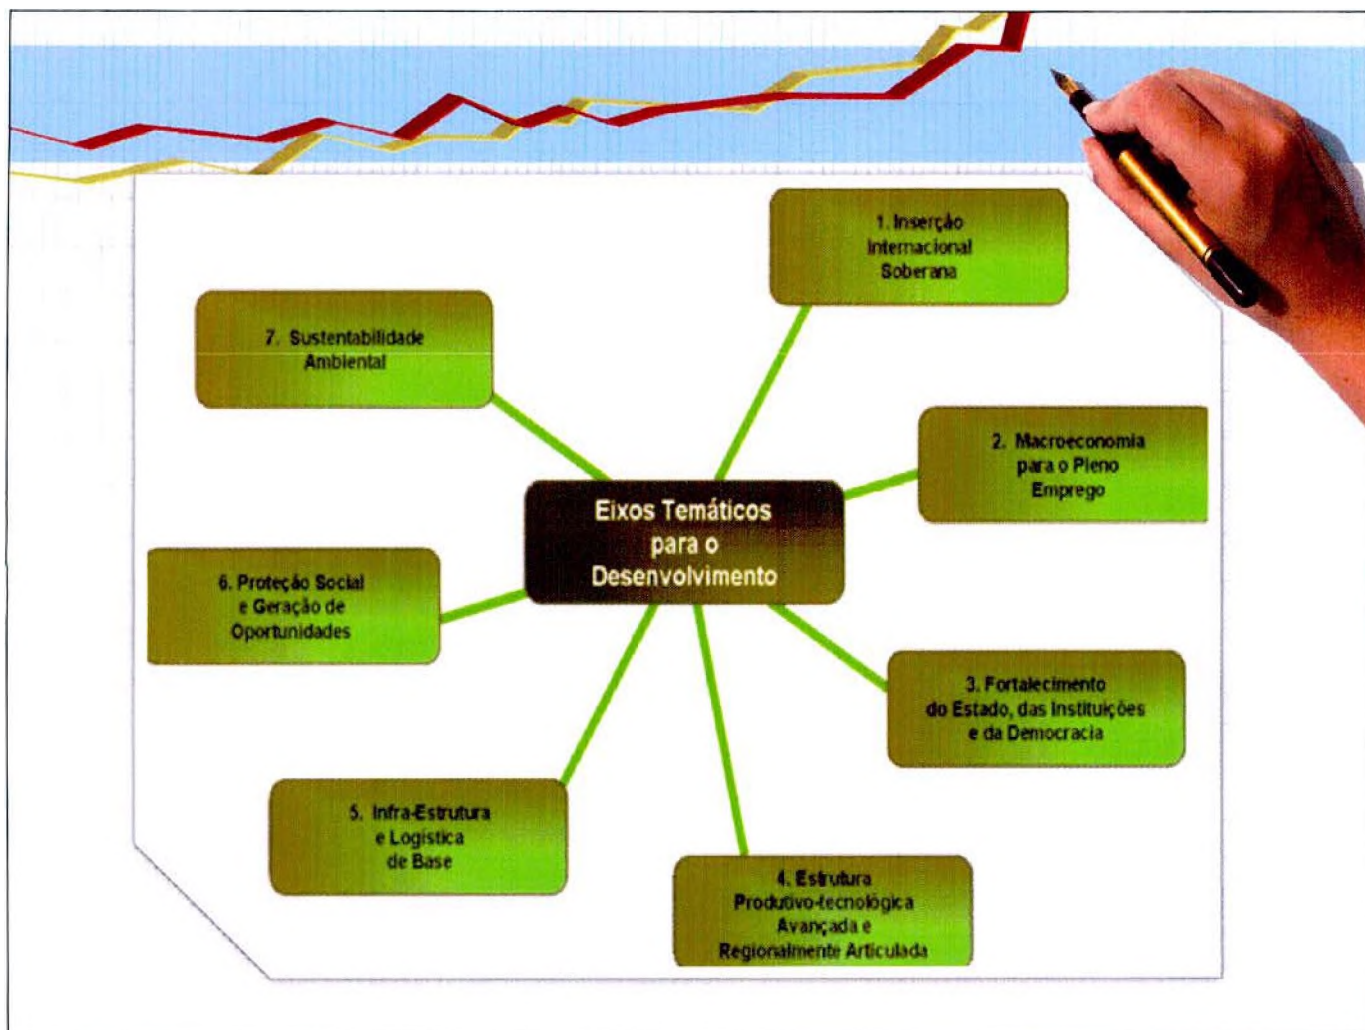 1. Inserção
Internacional
Soberana
7. Sustentabilidade
Ambiental
2. Macroeconomia
para o Pleno
Emprego
Eixos Temáticos
para o
Desenvolvimento
6. Proteção Social
e Geração de
Oportunidades
3. Fortalecimento
do Estado, das Instituições
e da Democracia
5. Infra-Estrutura
e Logística
de Base
4. Estrutura
Produtivo-tecnológica
Avançada e
Regionalmente Articulada